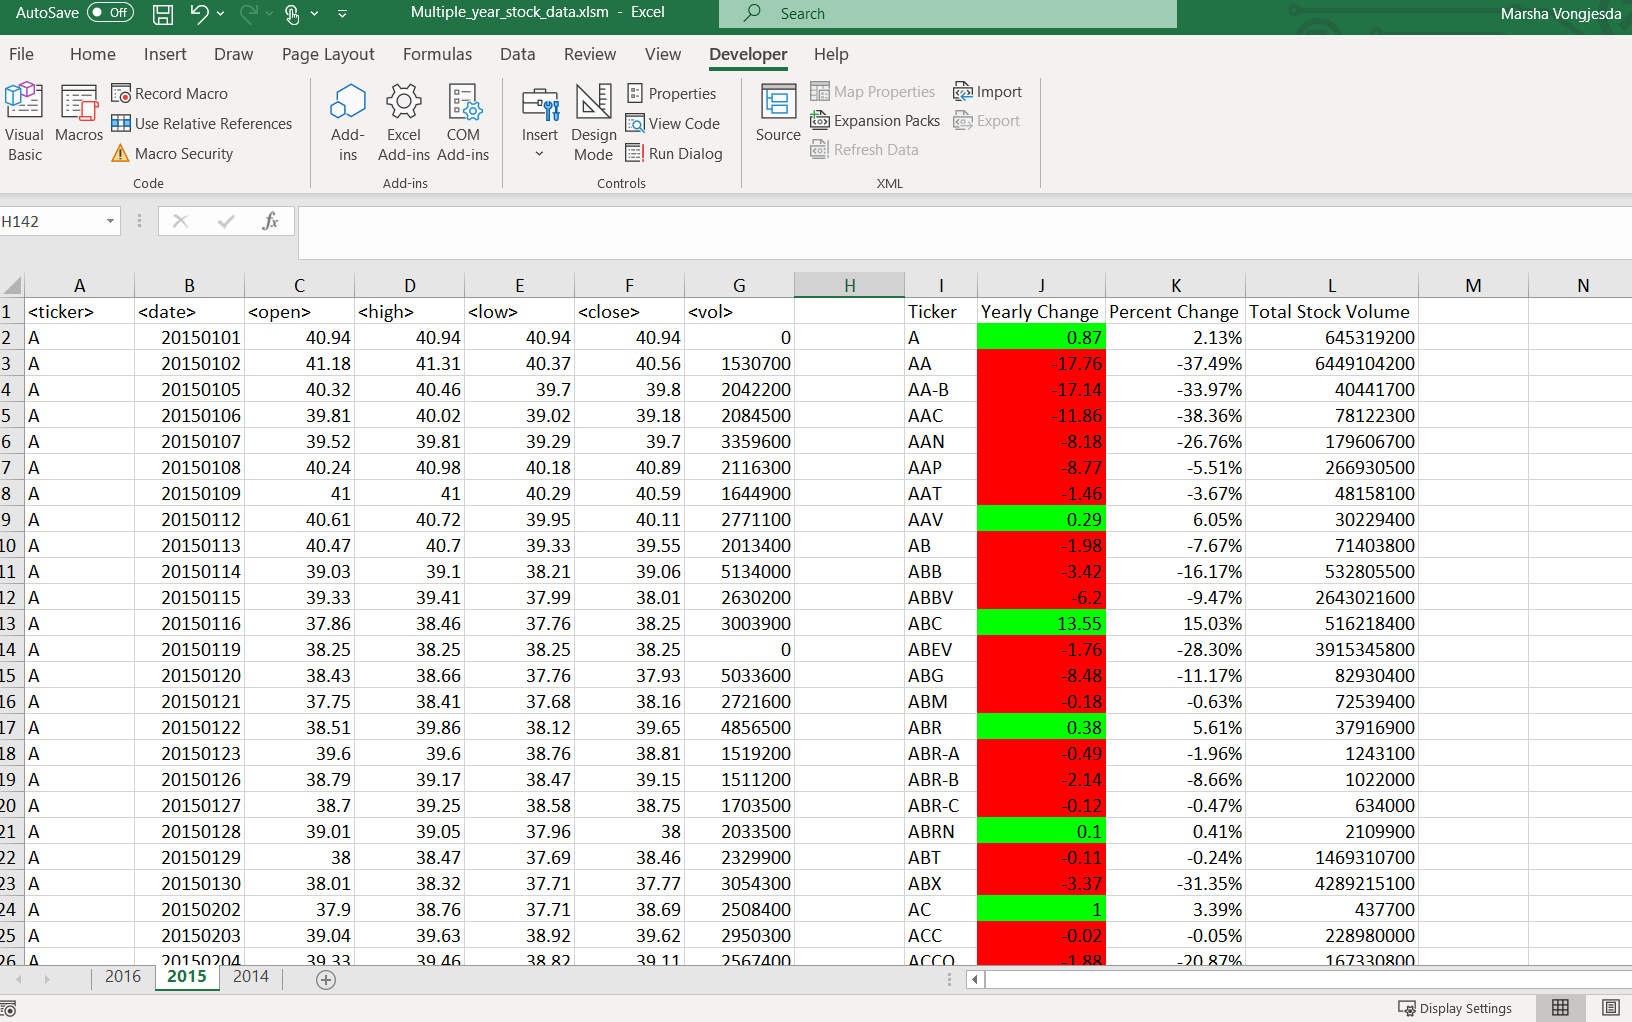 AutoSave Off Multiple_year_stock_data.xlsm - Excel Search Marsha Vongjesda
File Home Insert Draw Page Layout Formulas Data Review View Developer Help
Visual Basic
Macros
Record Macro
Use Relative References
Macro Security
Code
Add-ins
Excel Add-ins
COM Add-ins
Add-ins
Insert
Design Mode
Properties
View Code
Run Dialog
Controls
Source
Map Properties
Expansion Packs
Refresh Data
Import
Export
XML
H142 fx
A B C D E F G H I J K L M N
1 <ticker> <date> <open> <high> <low> <close> <vol> Ticker Yearly Change Percent Change Total Stock Volume
2 A 20150101 40.94 40.94 40.94 40.94 0 A 0.87 2.13% 645319200
3 A 20150102 41.18 41.31 40.37 40.56 1530700 AA -17.76 -37.49% 6449104200
4 A 20150105 40.32 40.46 39.7 39.8 2042200 AA-B -17.14 -33.97% 40441700
5 A 20150106 39.81 40.02 39.02 39.18 2084500 AAC -11.86 -38.36% 78122300
6 A 20150107 39.52 39.81 39.29 39.7 3359600 AAN -8.18 -26.76% 179606700
7 A 20150108 40.24 40.98 40.18 40.89 2116300 AAP -8.77 -5.51% 266930500
8 A 20150109 41 41 40.29 40.59 1644900 AAT -1.46 -3.67% 48158100
9 A 20150112 40.61 40.72 39.95 40.11 2771100 AAV 0.29 6.05% 30229400
10 A 20150113 40.47 40.7 39.33 39.55 2013400 AB -1.98 -7.67% 71403800
11 A 20150114 39.03 39.1 38.21 39.06 5134000 ABB -3.42 -16.17% 532805500
12 A 20150115 39.33 39.41 37.99 38.01 2630200 ABBV -6.2 -9.47% 2643021600
13 A 20150116 37.86 38.46 37.76 38.25 3003900 ABC 13.55 15.03% 516218400
14 A 20150119 38.25 38.25 38.25 38.25 0 ABEV -1.76 -28.30% 3915345800
15 A 20150120 38.43 38.66 37.76 37.93 5033600 ABG -8.48 -11.17% 82930400
16 A 20150121 37.75 38.41 37.68 38.16 2721600 ABM -0.18 -0.63% 72539400
17 A 20150122 38.51 39.86 38.12 39.65 4856500 ABR 0.38 5.61% 37916900
18 A 20150123 39.6 39.6 38.76 38.81 1519200 ABR-A -0.49 -1.96% 1243100
19 A 20150126 38.79 39.17 38.47 39.15 1511200 ABR-B -2.14 -8.66% 1022000
20 A 20150127 38.7 39.25 38.58 38.75 1703500 ABR-C -0.12 -0.47% 634000
21 A 20150128 39.01 39.05 37.96 38 2033500 ABRN 0.1 0.41% 2109900
22 A 20150129 38 38.47 37.69 38.46 2329900 ABT -0.11 -0.24% 1469310700
23 A 20150130 38.01 38.32 37.71 37.77 3054300 ABX -3.37 -31.35% 4289215100
24 A 20150202 37.9 38.76 37.71 38.69 2508400 AC 1 3.39% 437700
25 A 20150203 39.04 39.63 38.92 39.62 2950300 ACC -0.02 -0.05% 228980000
26 A 20150204 39.33 39.46 38.82 39.11 2567400 ACCO -1.88 -20.87% 167330800
2016 2015 2014
Display Settings